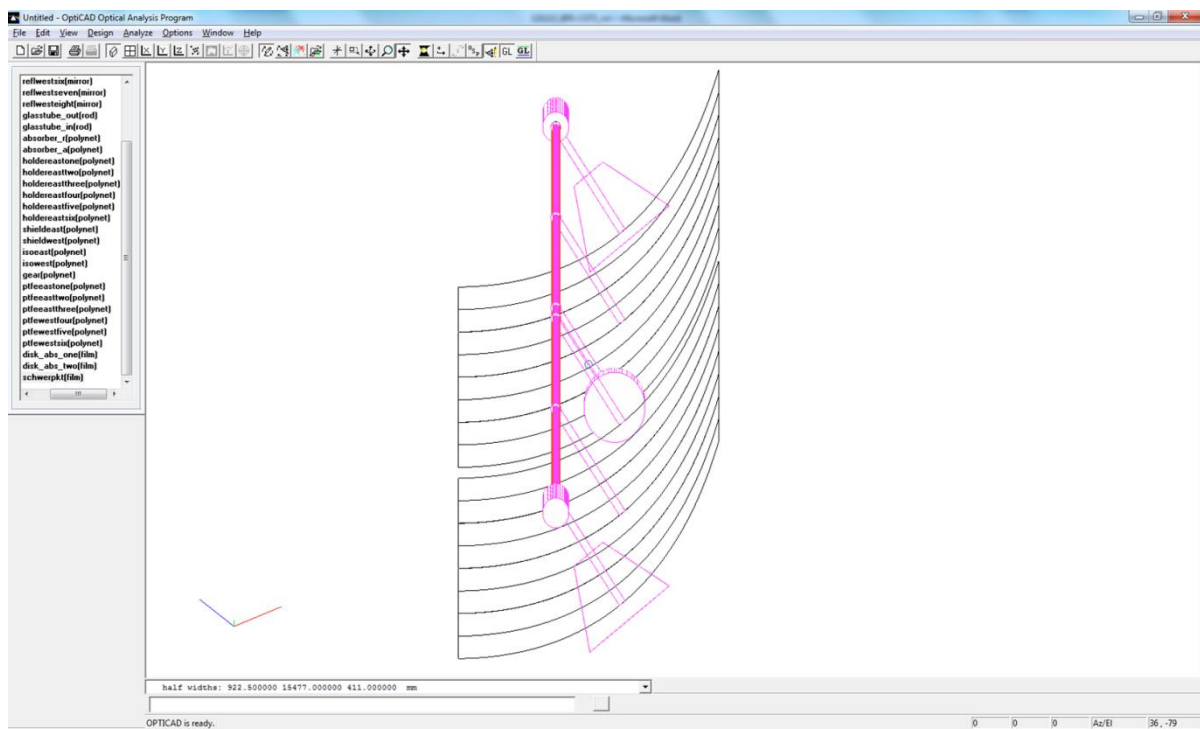 Untitled - OptiCAD Optical Analysis Program
File Edit View Design Analyze Options Window Help
GL GL
reflwestsix(mirror)
reflwestseven(mirror)
reflwesteight(mirror)
glasstube_out(rod)
glasstube_in(rod)
absorber_r(polynet)
absorber_a(polynet)
holdereastone(polynet)
holdereasttwo(polynet)
holdereastthree(polynet)
holdereastfour(polynet)
holdereastfive(polynet)
holdereastsix(polynet)
shieldeast(polynet)
shieldwest(polynet)
isoeast(polynet)
isowest(polynet)
gear(polynet)
ptfeeastone(polynet)
ptfeeasttwo(polynet)
ptfeeastthree(polynet)
ptfewestfour(polynet)
ptfewestfive(polynet)
ptfewestsix(polynet)
disk_abs_one(film)
disk_abs_two(film)
schwerpkt(film)
half widths: 922.500000 15477.000000 411.000000 mm
OPTICAD is ready.
0 0 0 Az/El 36 , -79